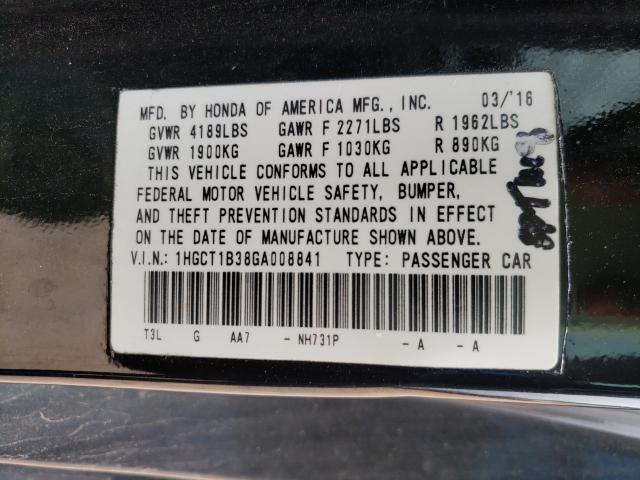 MFD. BY HONDA OF AMERICA MFG., INC. 03/'16
GVWR 4189LBS GAWR F 2271LBS R 1962LBS
GVWR 1900KG GAWR F 1030KG R 890KG
THIS VEHICLE CONFORMS TO ALL APPLICABLE
FEDERAL MOTOR VEHICLE SAFETY, BUMPER,
AND THEFT PREVENTION STANDARDS IN EFFECT
ON THE DATE OF MANUFACTURE SHOWN ABOVE.
V.I.N.: 1HGCT1B38GA008841 TYPE: PASSENGER CAR
T3L G AA7 - NH731P - A - A